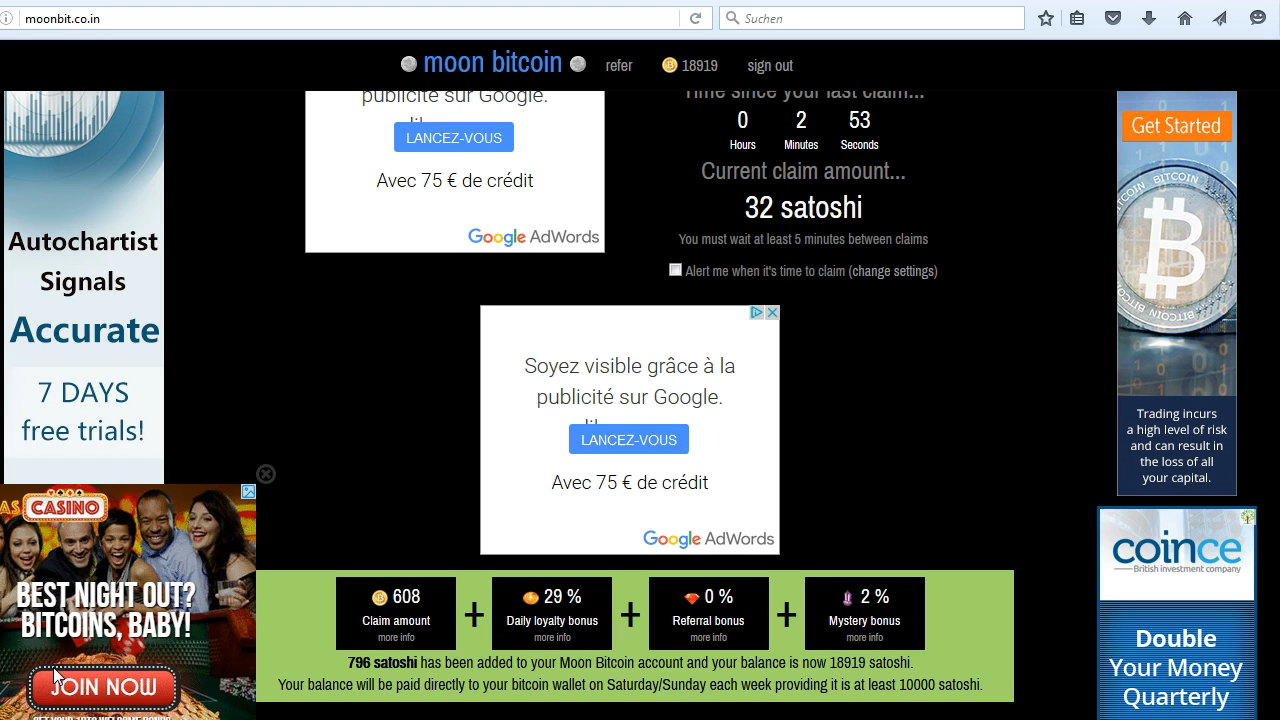 moonbit.co.in
Suchen
moon bitcoin
refer
18919
sign out
publicité sur Google.
LANCEZ-VOUS
Avec 75 € de crédit
Google AdWords
Time since your last claim...
0 2 53
Hours Minutes Seconds
Current claim amount...
32 satoshi
You must wait at least 5 minutes between claims
Alert me when it's time to claim (change settings)
Autochartist
Signals
Accurate
7 DAYS
free trials!
Get Started
BITCOIN
Trading incurs
a high level of risk
and can result in
the loss of all
your capital.
Soyez visible grâce à la
publicité sur Google.
LANCEZ-VOUS
Avec 75 € de crédit
Google AdWords
CASINO
BEST NIGHT OUT?
BITCOINS, BABY!
JOIN NOW
coince
British investment company
Double
Your Money
Quarterly
608 + 29 % + 0 % + 2 %
Claim amount Daily loyalty bonus Referral bonus Mystery bonus
more info more info more info more info
796 satoshi has been added to your Moon Bitcoin account and your balance is now 18919 satoshi.
Your balance will be paid directly to your bitcoin wallet on Saturday/Sunday each week providing it is at least 10000 satoshi.